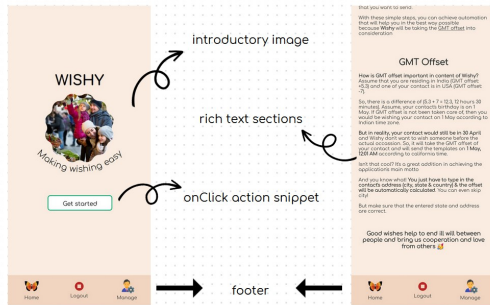 WISHY
Making wishing easy
Get started
Home
Logout
Manage
introductory image
rich text sections
onClick action snippet
footer
that you want to send.
With these simple steps, you can achieve automation
that will help you in the best way possible
because Wishy will be taking the GMT offset into
consideration
GMT Offset
How is GMT offset important in content of Wishy?
Assume that you are residing in India (GMT offset:
+5.5) and one of your contact is in USA (GMT offset:
-7).
So, there is a difference of (5.3 + 7 = 12.3, 12 hours 30
minutes). Assume, your contacts birthday is on 1
May. If GMT offset is not been taken care of, then you
would be wishing your contact on 1 May according to
Indian time zone.
But in reality, your contact would still be in 30 April
and Wishy don't want to wish someone before the
actual occasion. So, it will take the GMT offset of
your contact and will send the templates on 1 May,
12:01 AM according to california time.
Isn't that cool? Its a great addition in achieving the
application's main motto.
And you know what! You just have to type in the
contacts address (city, state & country) & the offset
will be automatically calculated. You can even skip
city!
But make sure that the entered state and address
are correct.
Good wishes help to end ill will between
people and bring us cooperation and love
from others
Home
Logout
Manage